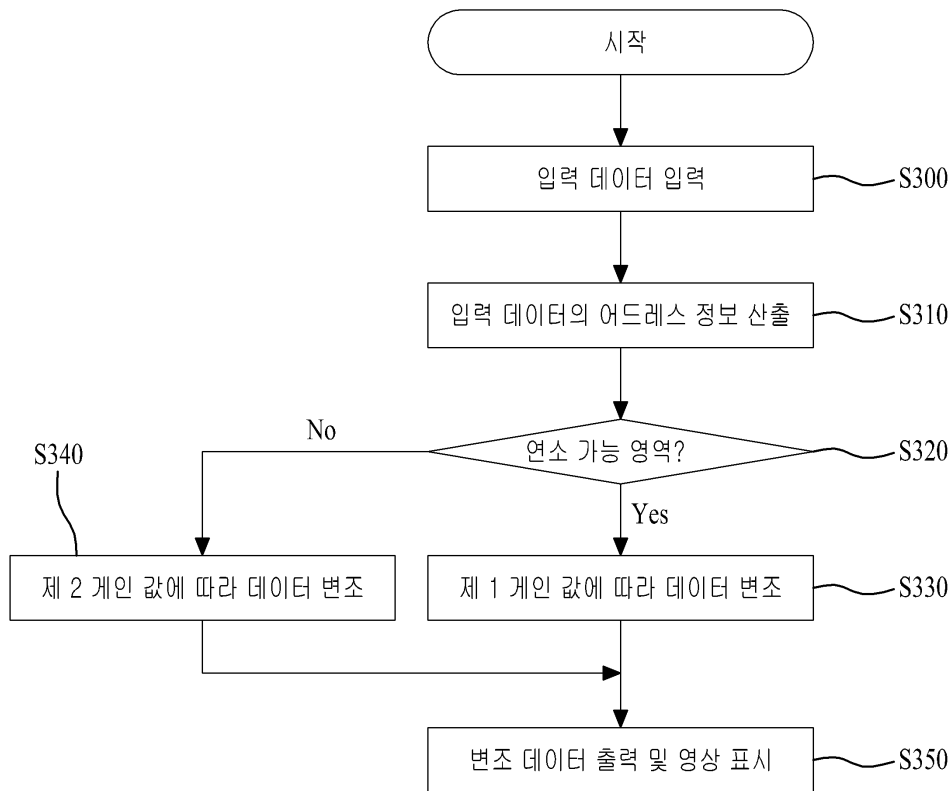 시작
입력 데이터 입력
S300
입력 데이터의 어드레스 정보 산출
S310
연소 가능 영역?
S320
No
Yes
S340
제 2 게인 값에 따라 데이터 변조
제 1 게인 값에 따라 데이터 변조
S330
변조 데이터 출력 및 영상 표시
S350